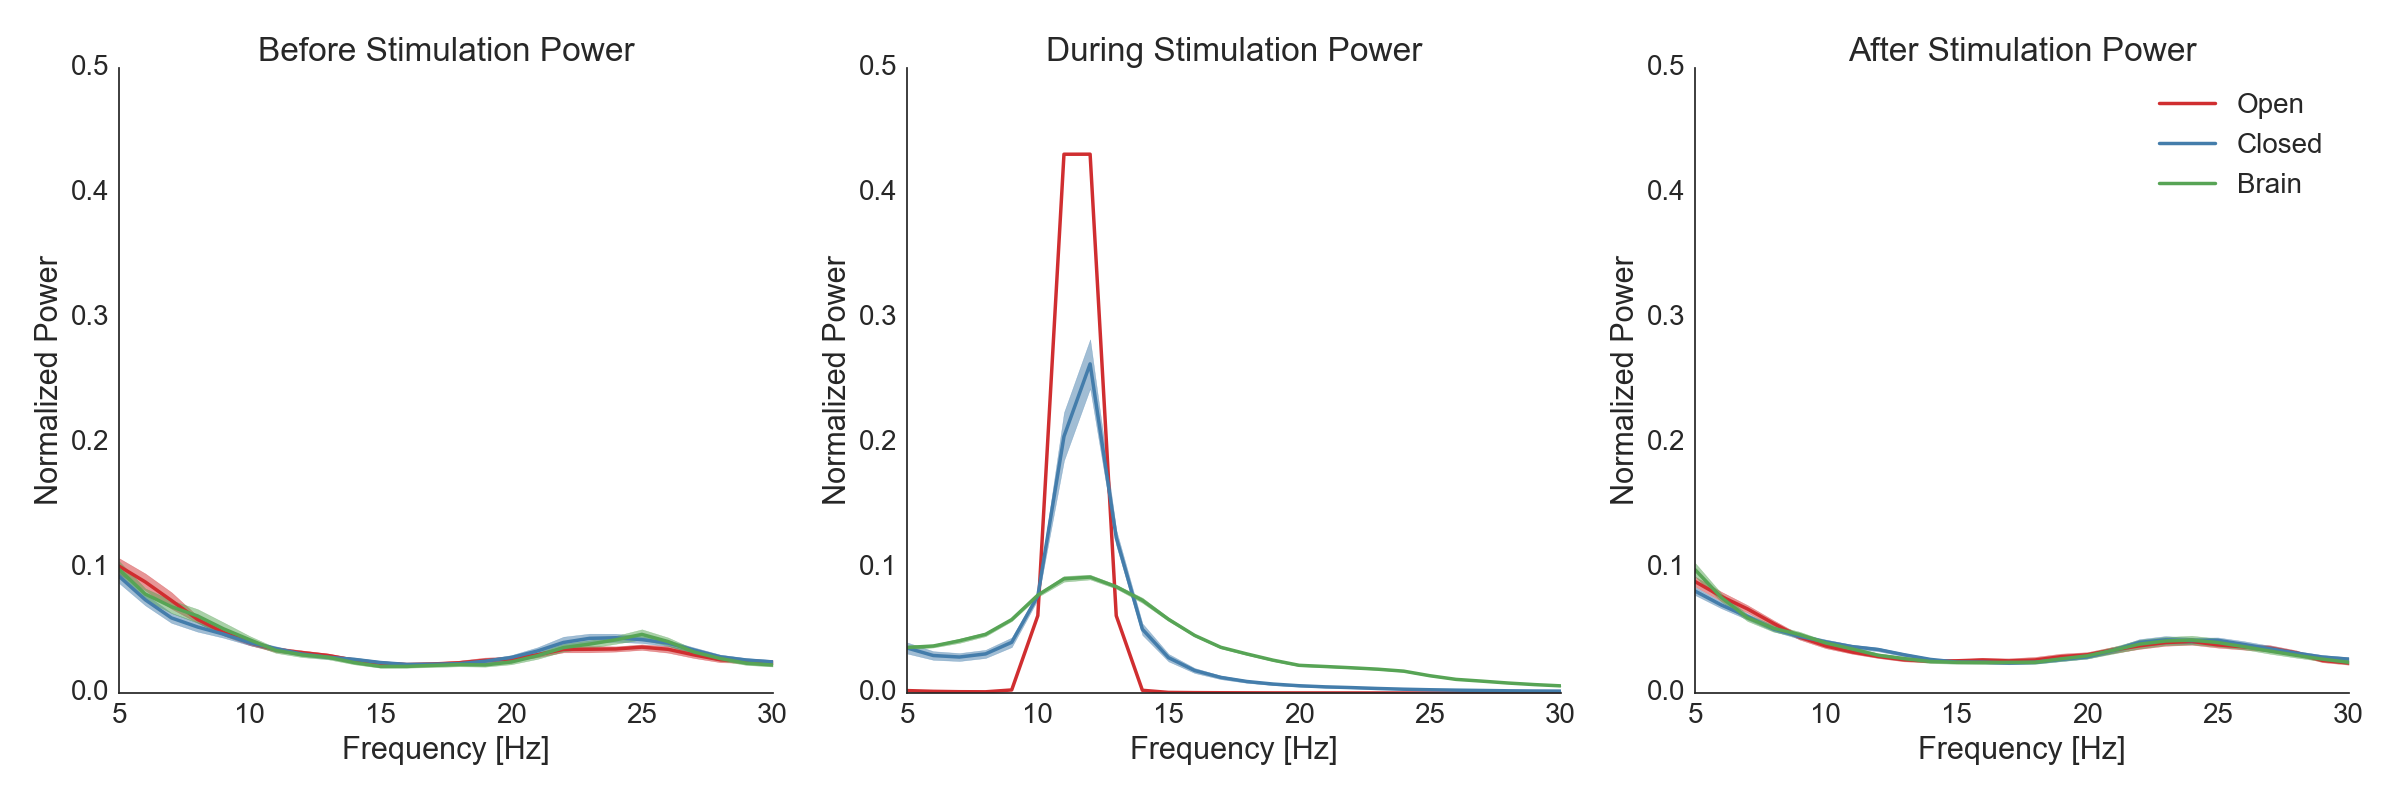 Before Stimulation Power
0.5
0.4
0.3
0.2
0.1
0.0
Normalized Power
5 10 15 20 25 30
Frequency [Hz]
During Stimulation Power
0.5
0.4
0.3
0.2
0.1
0.0
Normalized Power
5 10 15 20 25 30
Frequency [Hz]
After Stimulation Power
0.5
0.4
0.3
0.2
0.1
0.0
Normalized Power
Open
Closed
Brain
5 10 15 20 25 30
Frequency [Hz]